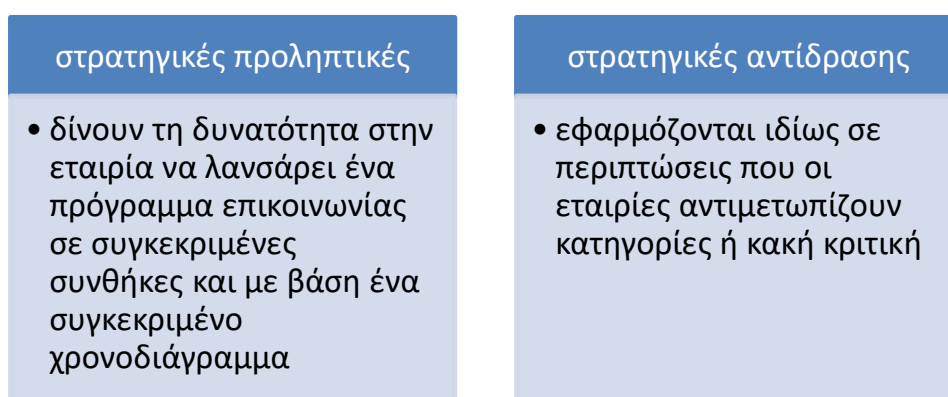 στρατηγικές προληπτικές
• δίνουν τη δυνατότητα στην
εταιρία να λανσάρει ένα
πρόγραμμα επικοινωνίας
σε συγκεκριμένες
συνθήκες και με βάση ένα
συγκεκριμένο
χρονοδιάγραμμα
στρατηγικές αντίδρασης
• εφαρμόζονται ιδίως σε
περιπτώσεις που οι
εταιρίες αντιμετωπίζουν
κατηγορίες ή κακή κριτική